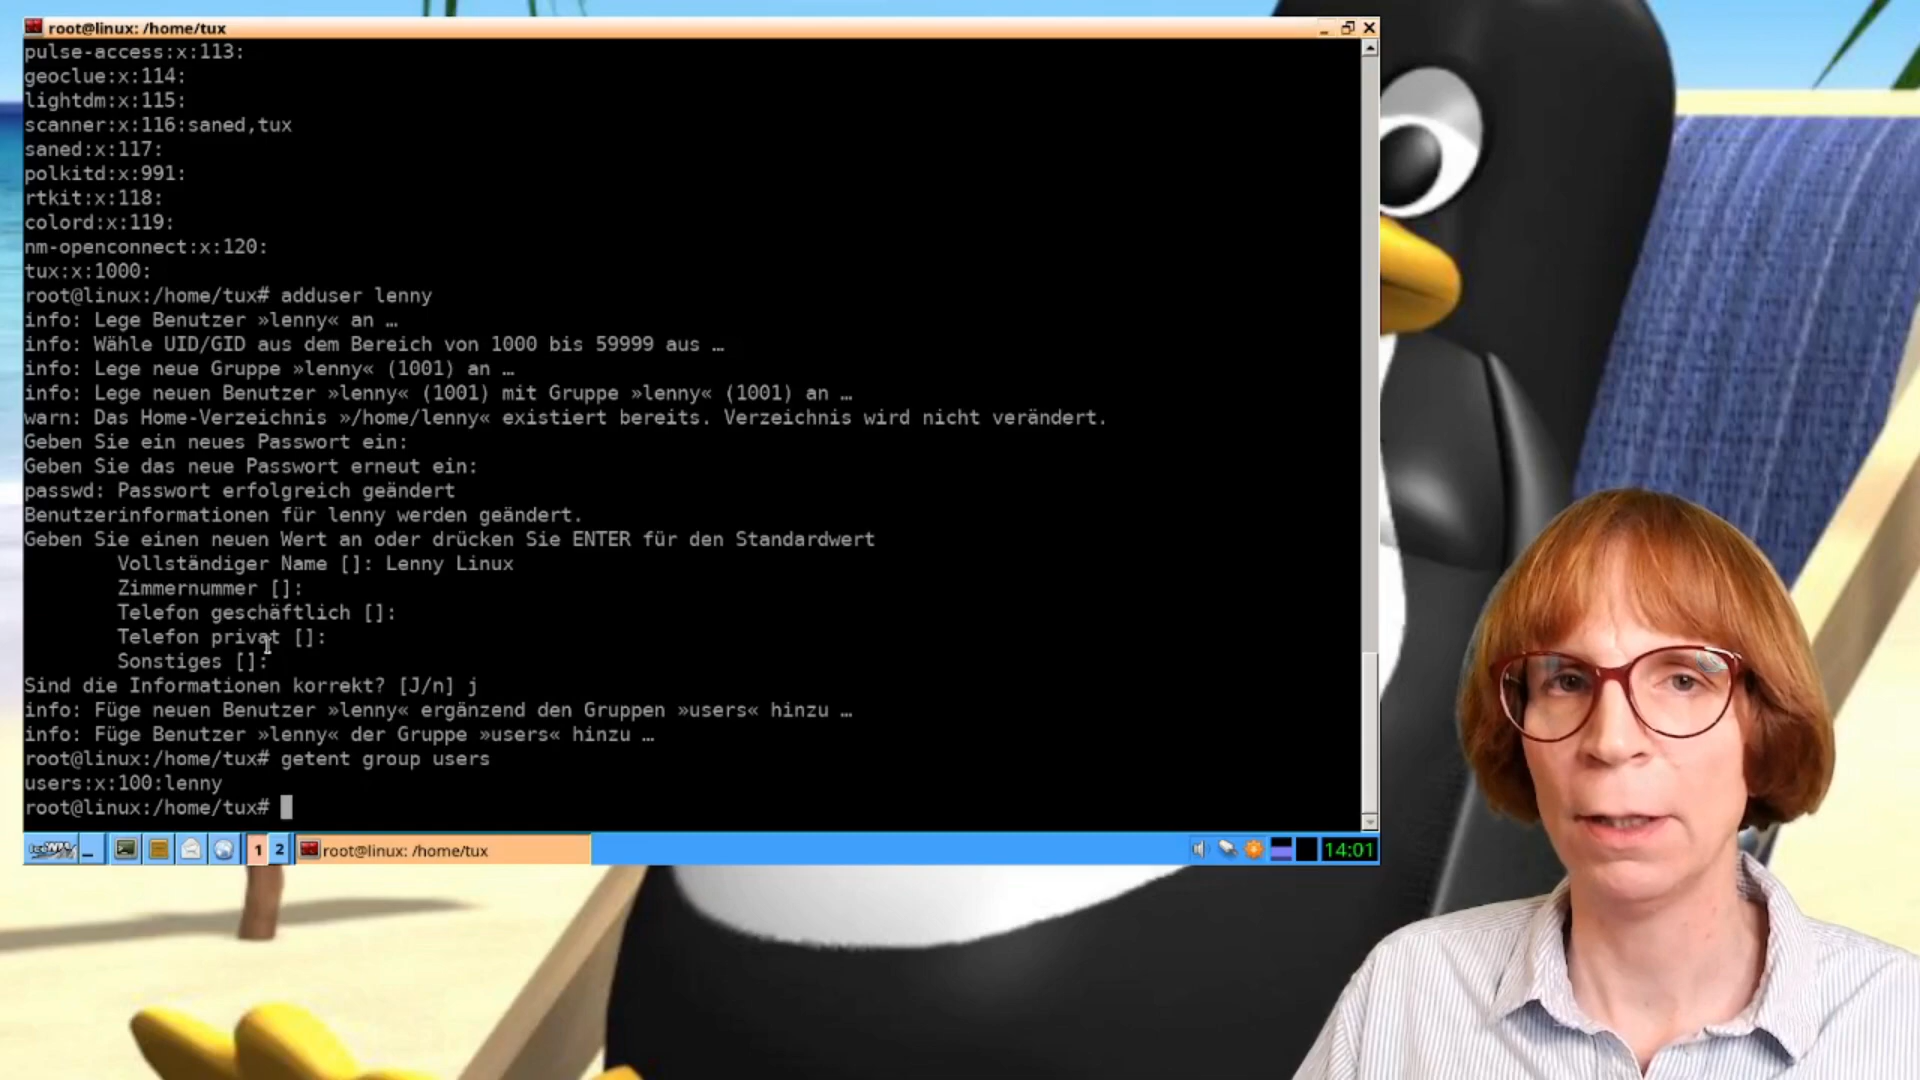 root@linux: /home/tux
pulse-access:x:113:
geoclue:x:114:
lightdm:x:115:
scanner:x:116:saned,tux
saned:x:117:
polkitd:x:991:
rtkit:x:118:
colord:x:119:
nm-openconnect:x:120:
tux:x:1000:
root@linux:/home/tux# adduser lenny
info: Lege Benutzer »lenny« an …
info: Wähle UID/GID aus dem Bereich von 1000 bis 59999 aus …
info: Lege neue Gruppe »lenny« (1001) an …
info: Lege neuen Benutzer »lenny« (1001) mit Gruppe »lenny« (1001) an …
warn: Das Home-Verzeichnis »/home/lenny« existiert bereits. Verzeichnis wird nicht verändert.
Geben Sie ein neues Passwort ein:
Geben Sie das neue Passwort erneut ein:
passwd: Passwort erfolgreich geändert
Benutzerinformationen für lenny werden geändert.
Geben Sie einen neuen Wert an oder drücken Sie ENTER für den Standardwert
Vollständiger Name []: Lenny Linux
Zimmernummer []:
Telefon geschäftlich []:
Telefon privat []:
Sonstiges []:
Sind die Informationen korrekt? [J/n] j
info: Füge neuen Benutzer »lenny« ergänzend den Gruppen »users« hinzu …
info: Füge Benutzer »lenny« der Gruppe »users« hinzu …
root@linux:/home/tux# getent group users
users:x:100:lenny
root@linux:/home/tux#
1 2 root@linux: /home/tux 14:01